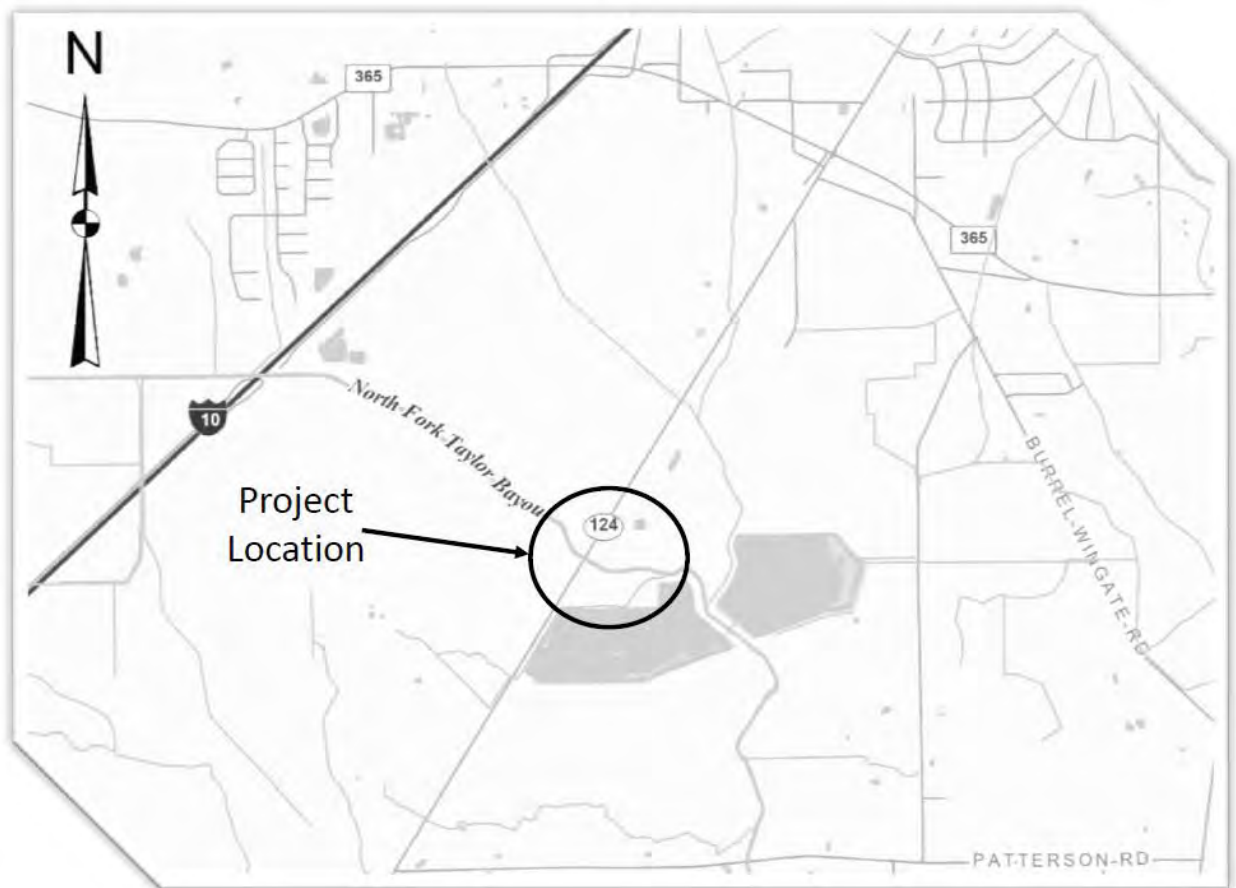 N
365
365
10
North-Fork-Taylor-Bayou
Project
Location
124
BURREL-WINGATE-RD
PATTERSON-RD